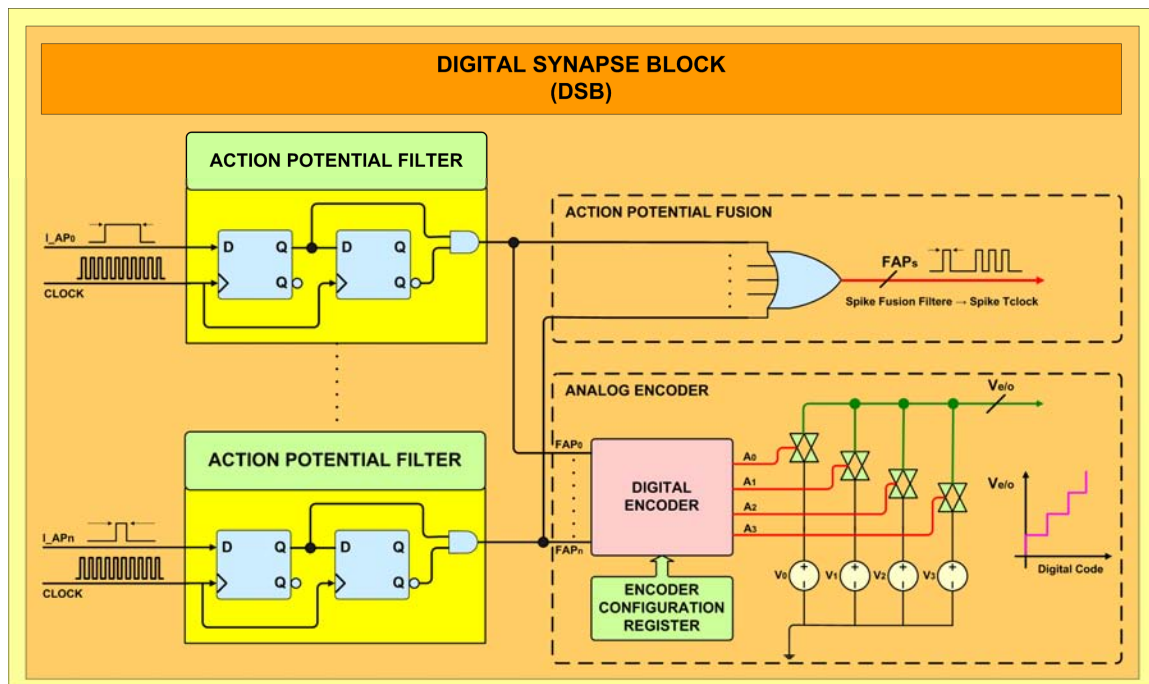 DIGITAL SYNAPSE BLOCK
(DSB)
ACTION POTENTIAL FILTER
I_AP0
CLOCK
D Q
Q
D Q
Q
ACTION POTENTIAL FUSION
FAPs
Spike Fusion Filtere → Spike Tclock
ACTION POTENTIAL FILTER
I_APn
CLOCK
D Q
Q
D Q
Q
ANALOG ENCODER
FAP0
FAPn
DIGITAL
ENCODER
A0
A1
A2
A3
ENCODER
CONFIGURATION
REGISTER
V0
V1
V2
V3
Ve/o
Ve/o
Digital Code